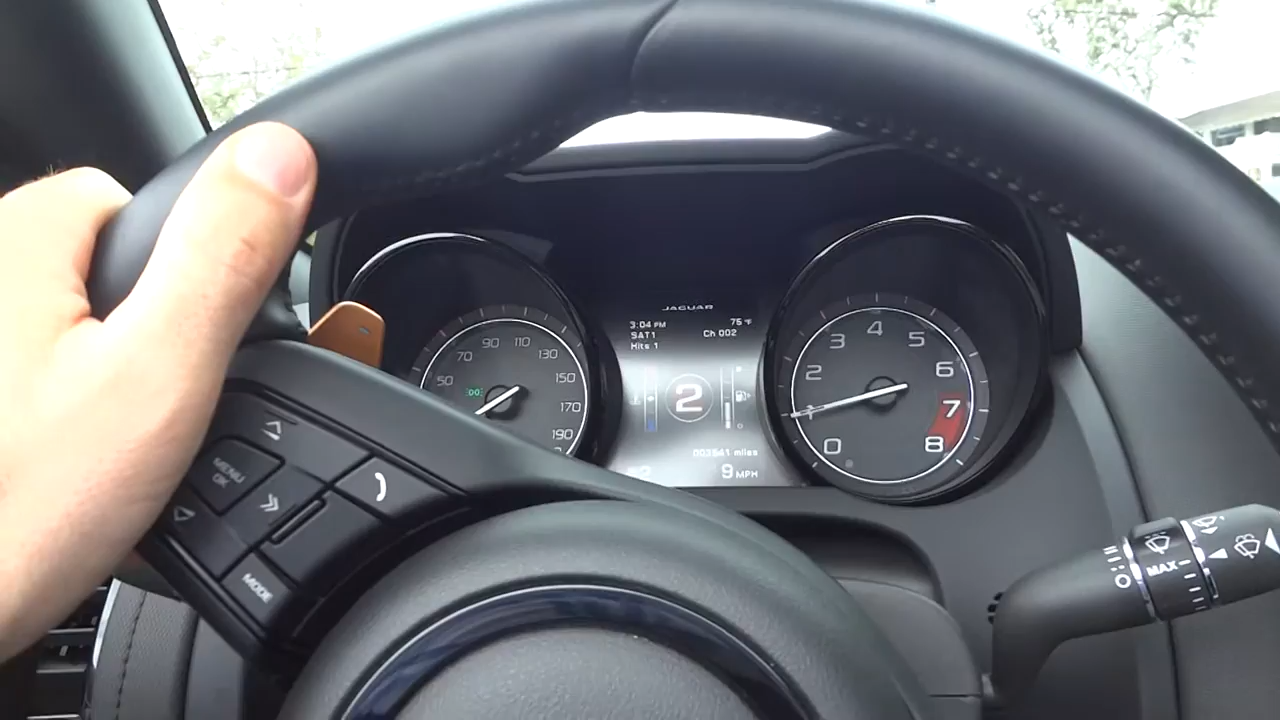 JAGUAR
3:04 PM 75°F
SAT1 Ch 002
Hits 1
2
003541 miles
9 MPH
50 70 90 110 130 150 170 190
0 2 3 4 5 6 7 8
MENU
OK
MODE
MAX